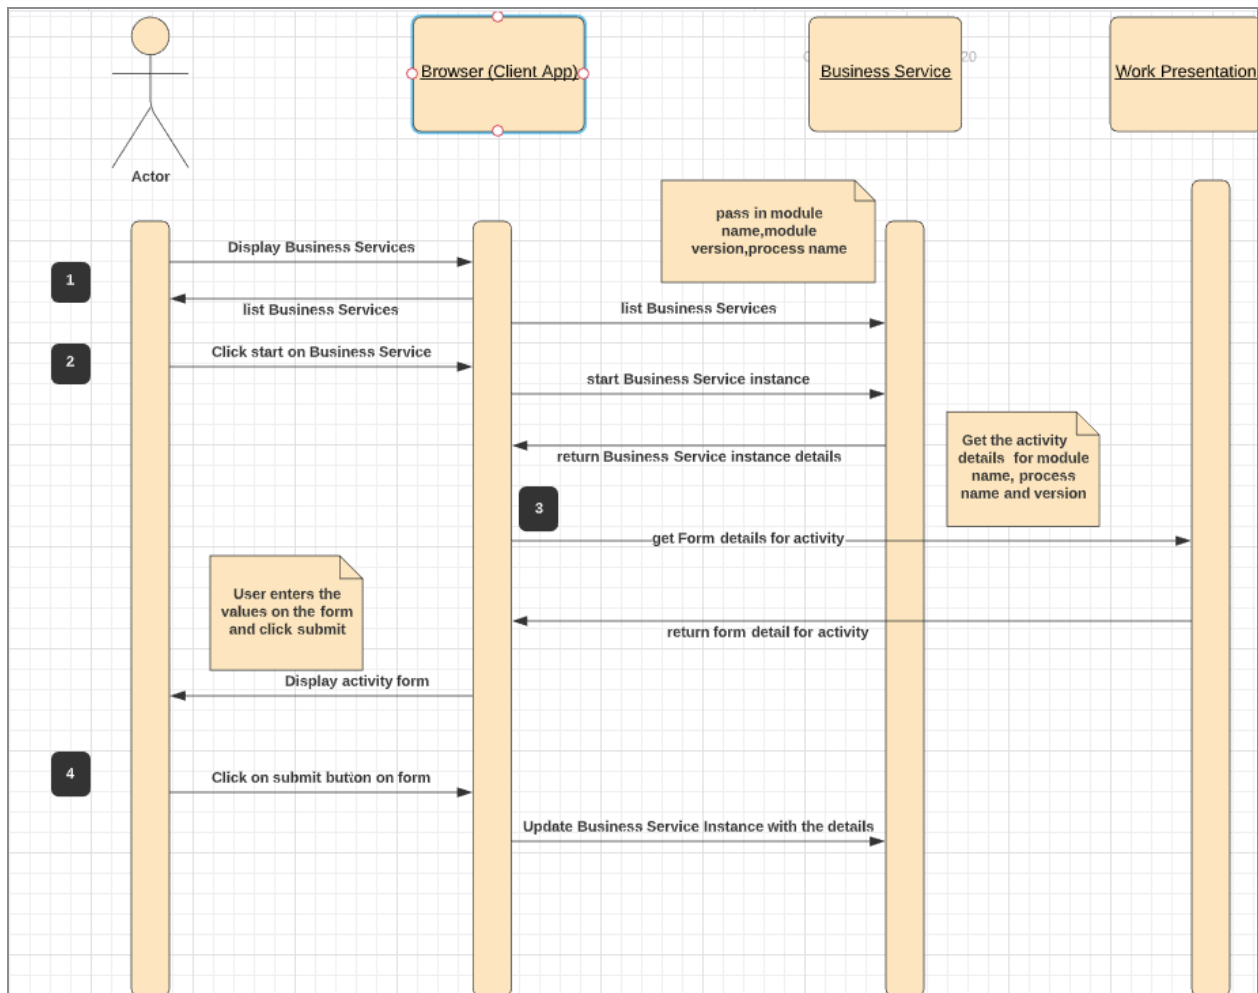 Browser (Client App)
Business Service
20
Work Presentation
Actor
pass in module
name,module
version,process name
Display Business Services
1
list Business Services
list Business Services
2
Click start on Business Service
start Business Service instance
return Business Service instance details
Get the activity
details for module
name, process
name and version
3
get Form details for activity
User enters the
values on the form
and click submit
return form detail for activity
Display activity form
4
Click on submit button on form
Update Business Service Instance with the details